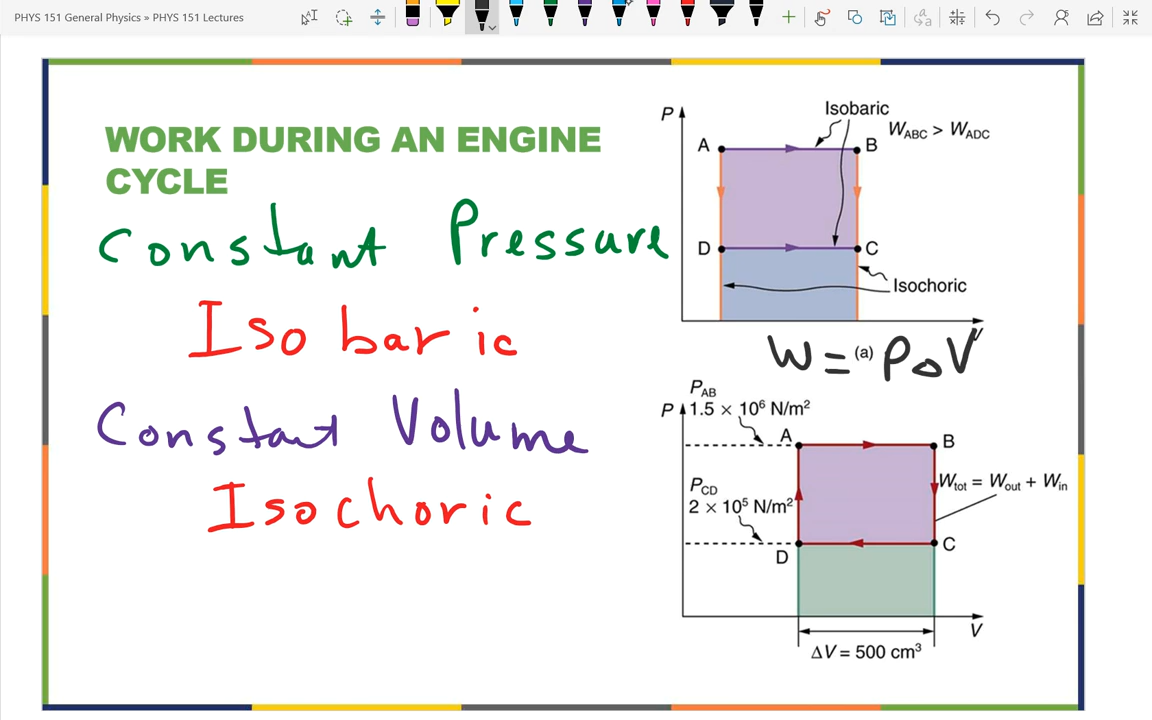 PHYS 151 General Physics » PHYS 151 Lectures
WORK DURING AN ENGINE
CYCLE
Constant Pressure
Isobaric
Constant Volume
Isochoric
P
Isobaric
W_ABC > W_ADC
A
B
D
C
Isochoric
V
(a)
W = P△V
P_AB
P
1.5 × 10⁶ N/m²
A
B
P_CD
2 × 10⁵ N/m²
W_tot = W_out + W_in
D
C
V
ΔV = 500 cm³